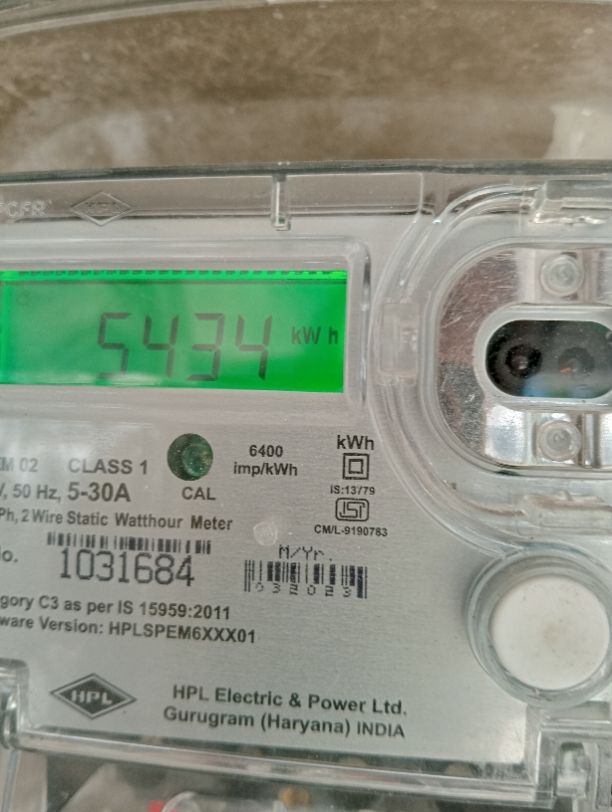 5434 kWh
EM 02 CLASS 1
6400 imp/kWh
kWh
V, 50 Hz, 5-30A
CAL
IS:13779
Ph, 2 Wire Static Watthour Meter
CM/L-9190783
M/Yr.
o.
1031684
032023
gory C3 as per IS 15959:2011
ware Version: HPLSPEM6XXX01
HPL
HPL Electric & Power Ltd.
Gurugram (Haryana) INDIA